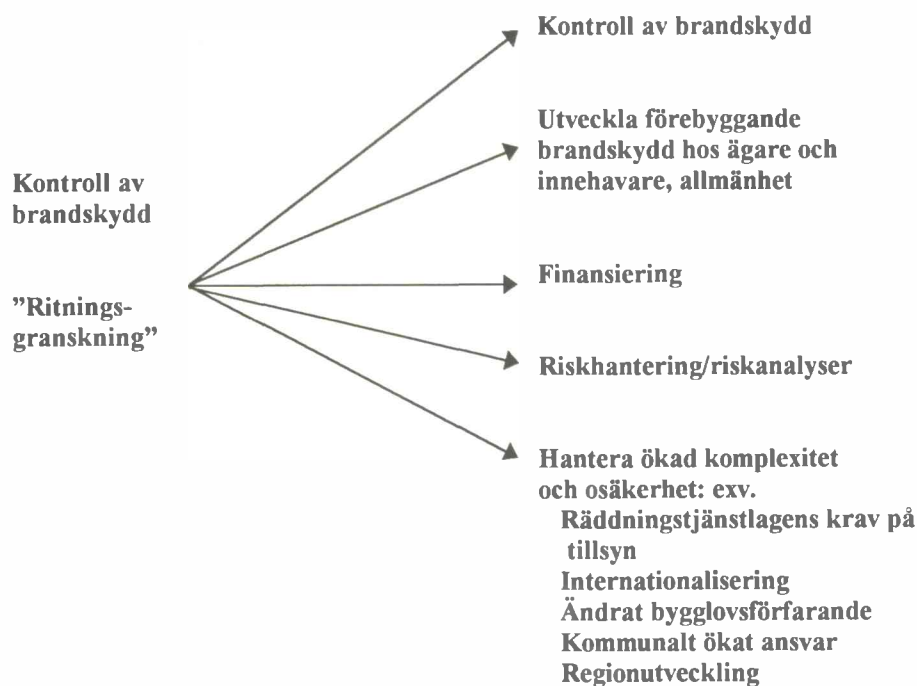 Kontroll av
brandskydd
"Ritnings-
granskning"
Kontroll av brandskydd
Utveckla förebyggande
brandskydd hos ägare och
innehavare, allmänhet
Finansiering
Riskhantering/riskanalyser
Hantera ökad komplexitet
och osäkerhet: exv.
Räddningstjänstlagens krav på
tillsyn
Internationalisering
Ändrat bygglovsförfarande
Kommunalt ökat ansvar
Regionutveckling